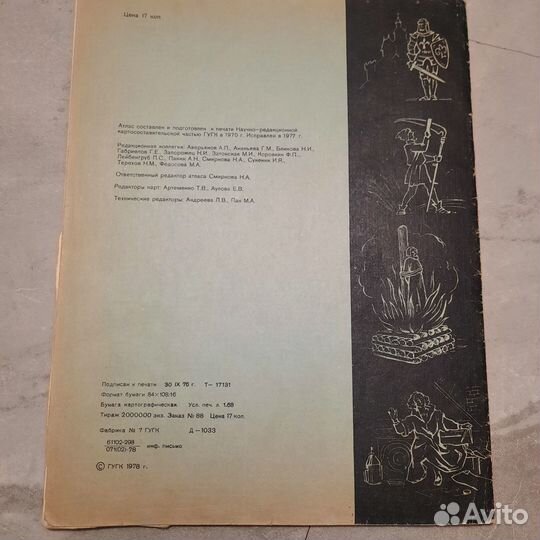 Цена 17 коп.
Атлас составлен и подготовлен к печати Научно-редакционной
картосоставительской частью ГУГК в 1970 г. Исправлен в 1977 г.
Редакционная коллегия: Аверьянов А.П., Ананьева Г.М., Блинова Н.И.,
Габриелов Г.Е., Запорожец Н.И., Затонская М.И., Коровкин Ф.П.,
Лейбенгруб П.С., Панин А.Н., Смирнова Н.А., Сукеник И.Я.,
Терехов Н.М., Федосова М.А.
Ответственный редактор атласа Смирнова Н.А.
Редакторы карт: Артеменко Т.В., Аулова Е.В.
Технические редакторы: Андреева Л.В., Пак М.А.
Подписан к печати 30 IX 76 г. Т-17131
Формат бумаги 84×108:16
Бумага картографическая Усл. печ. л. 1.68
Тираж 2000000 экз. Заказ № 88 Цена 17 коп.
Фабрика № 7 ГУГК Д-1033
61102-298
071(02)-78 инф. письмо
© ГУГК 1978 г.
Avito